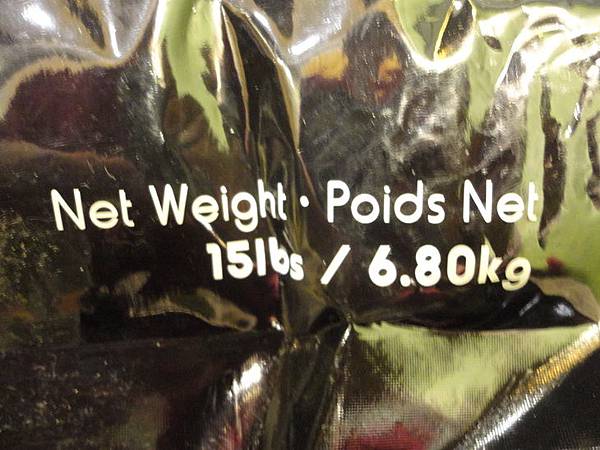 Net Weight · Poids Net
15lbs / 6.80kg